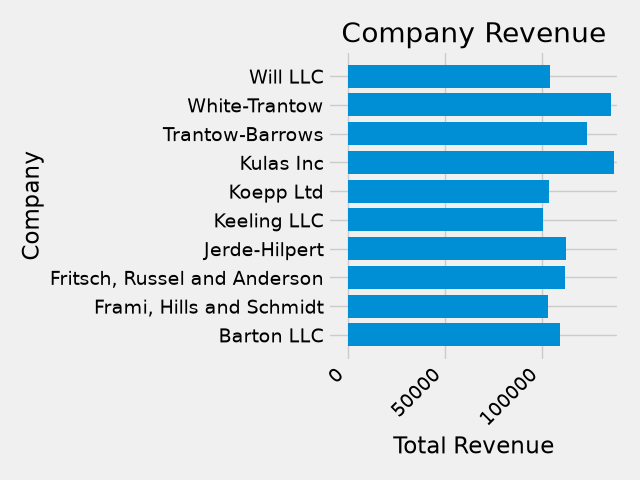 Company Revenue
Will LLC
White-Trantow
Trantow-Barrows
Kulas Inc
Koepp Ltd
Keeling LLC
Jerde-Hilpert
Fritsch, Russel and Anderson
Frami, Hills and Schmidt
Barton LLC
Company
0
50000
100000
Total Revenue